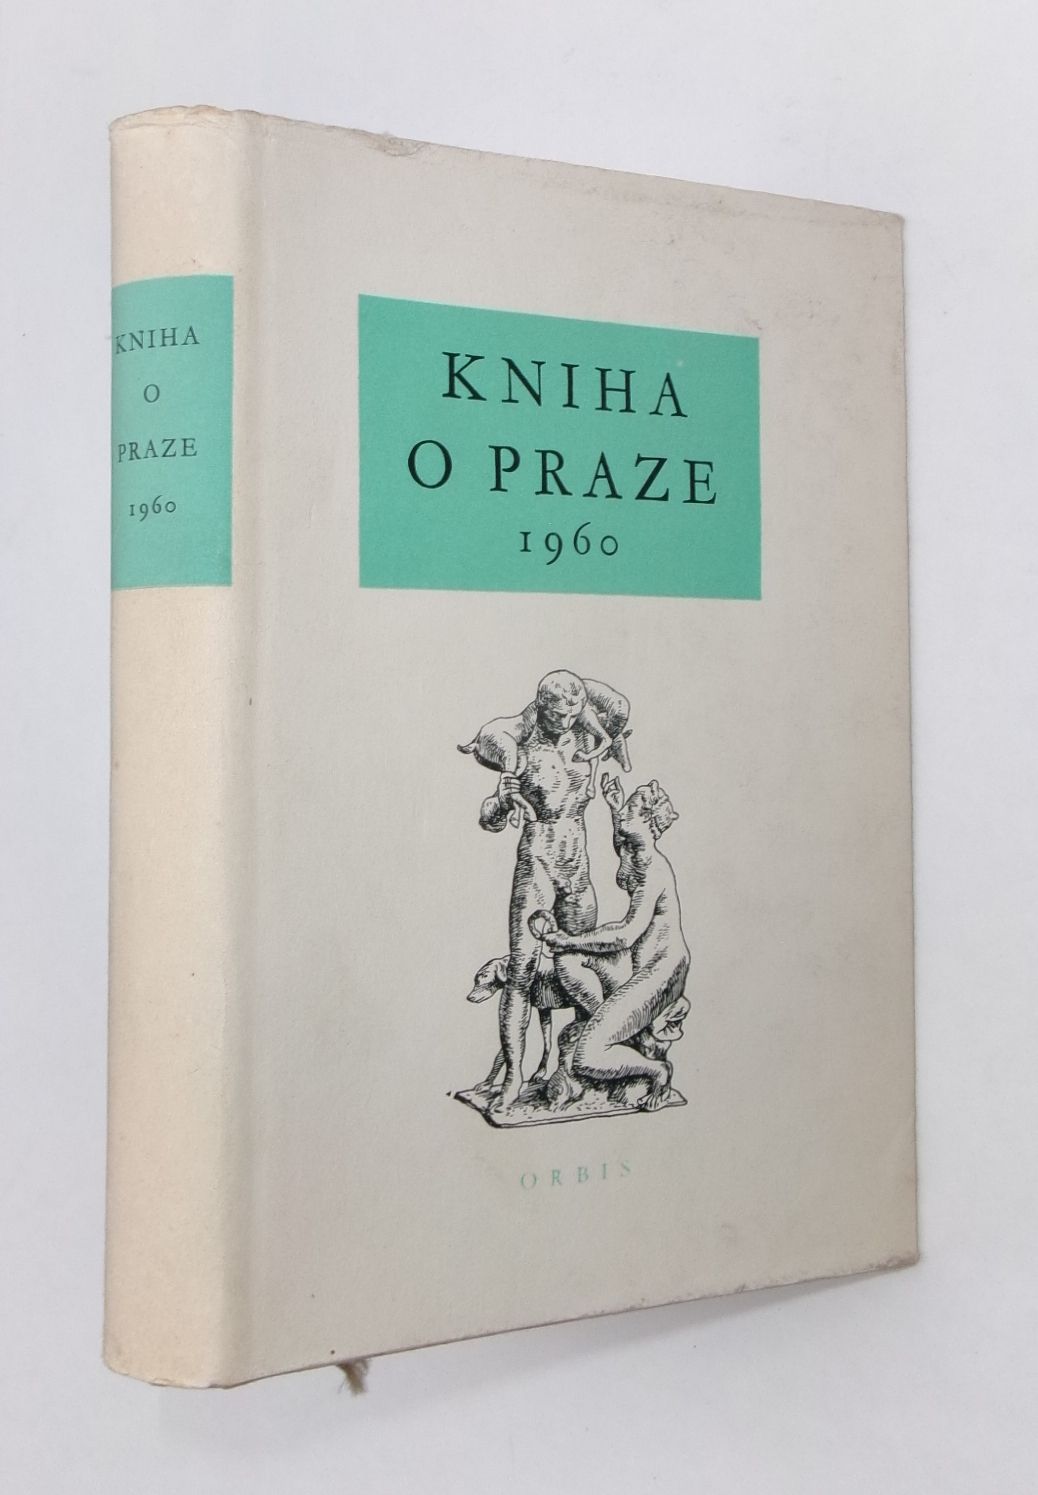 KNIHA
O
PRAZE
1960
KNIHA
O PRAZE
1960
ORBIS